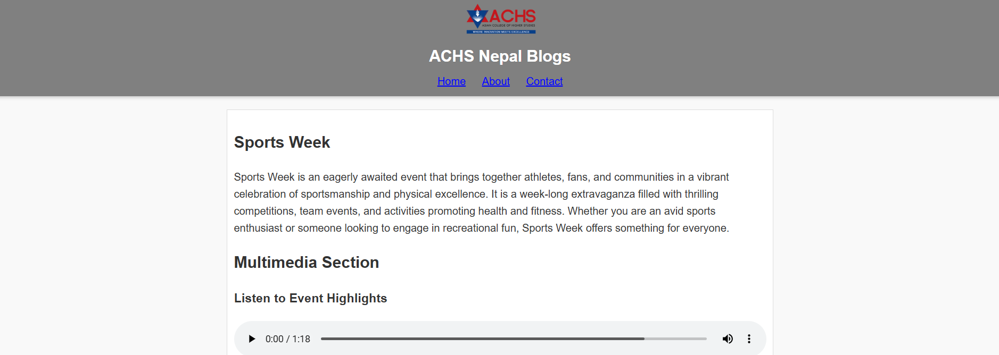 ACHS
ASIAN COLLEGE OF HIGHER STUDIES
WHERE INNOVATION MEETS EXCELLENCE
ACHS Nepal Blogs
Home About Contact
Sports Week
Sports Week is an eagerly awaited event that brings together athletes, fans, and communities in a vibrant
celebration of sportsmanship and physical excellence. It is a week-long extravaganza filled with thrilling
competitions, team events, and activities promoting health and fitness. Whether you are an avid sports
enthusiast or someone looking to engage in recreational fun, Sports Week offers something for everyone.
Multimedia Section
Listen to Event Highlights
0:00 / 1:18